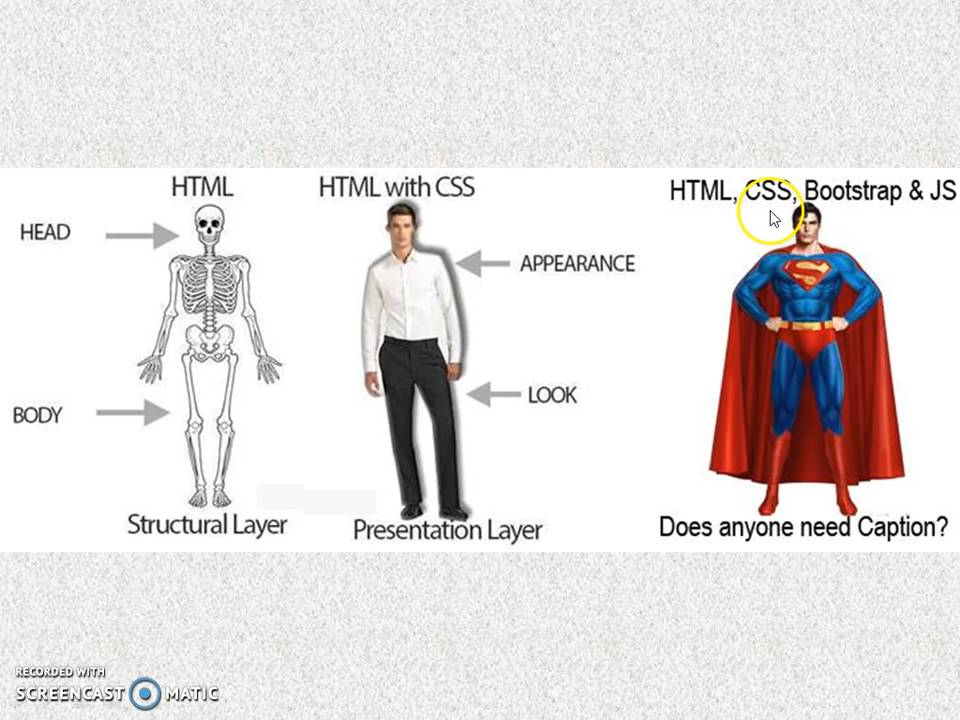 HTML
HTML with CSS
HTML, CSS, Bootstrap & JS
HEAD
APPEARANCE
BODY
LOOK
Structural Layer
Presentation Layer
Does anyone need Caption?
RECORDED WITH
SCREENCAST MATIC